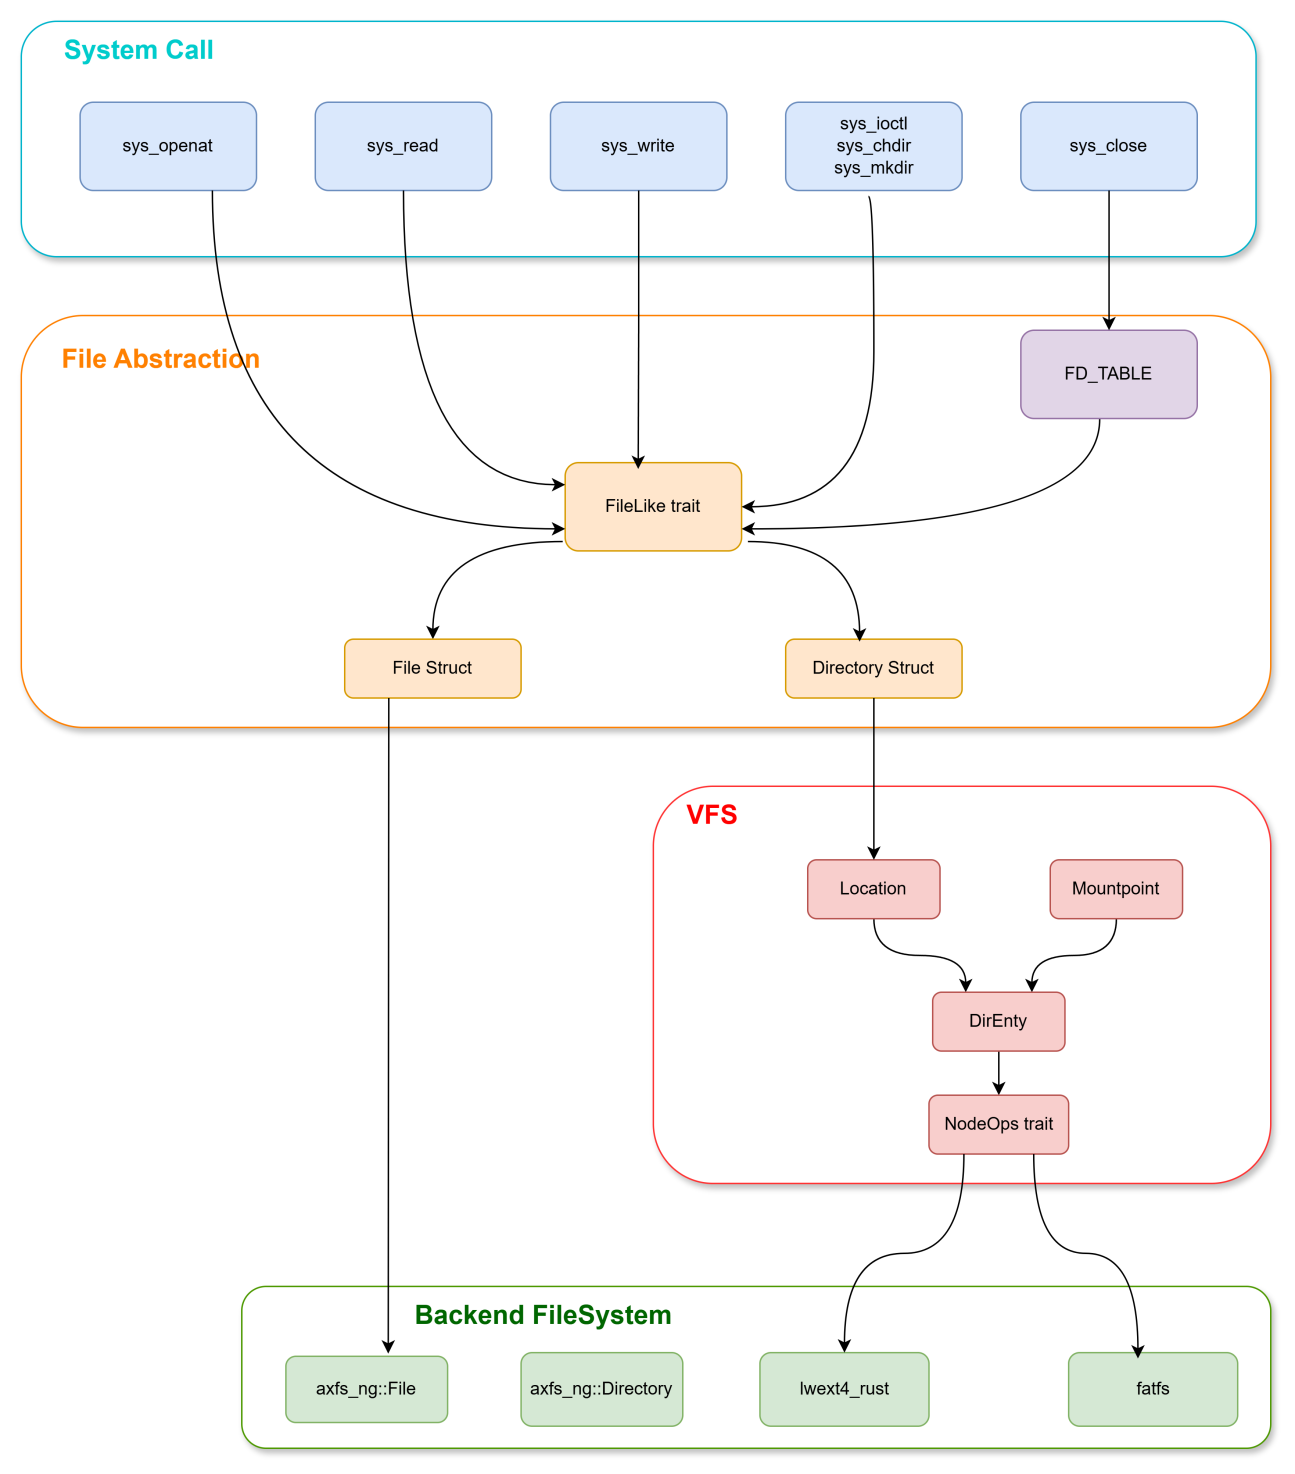 System Call
sys_openat
sys_read
sys_write
sys_ioctl
sys_chdir
sys_mkdir
sys_close
File Abstraction
FD_TABLE
FileLike trait
File Struct
Directory Struct
VFS
Location
Mountpoint
DirEnty
NodeOps trait
Backend FileSystem
axfs_ng::File
axfs_ng::Directory
lwext4_rust
fatfs